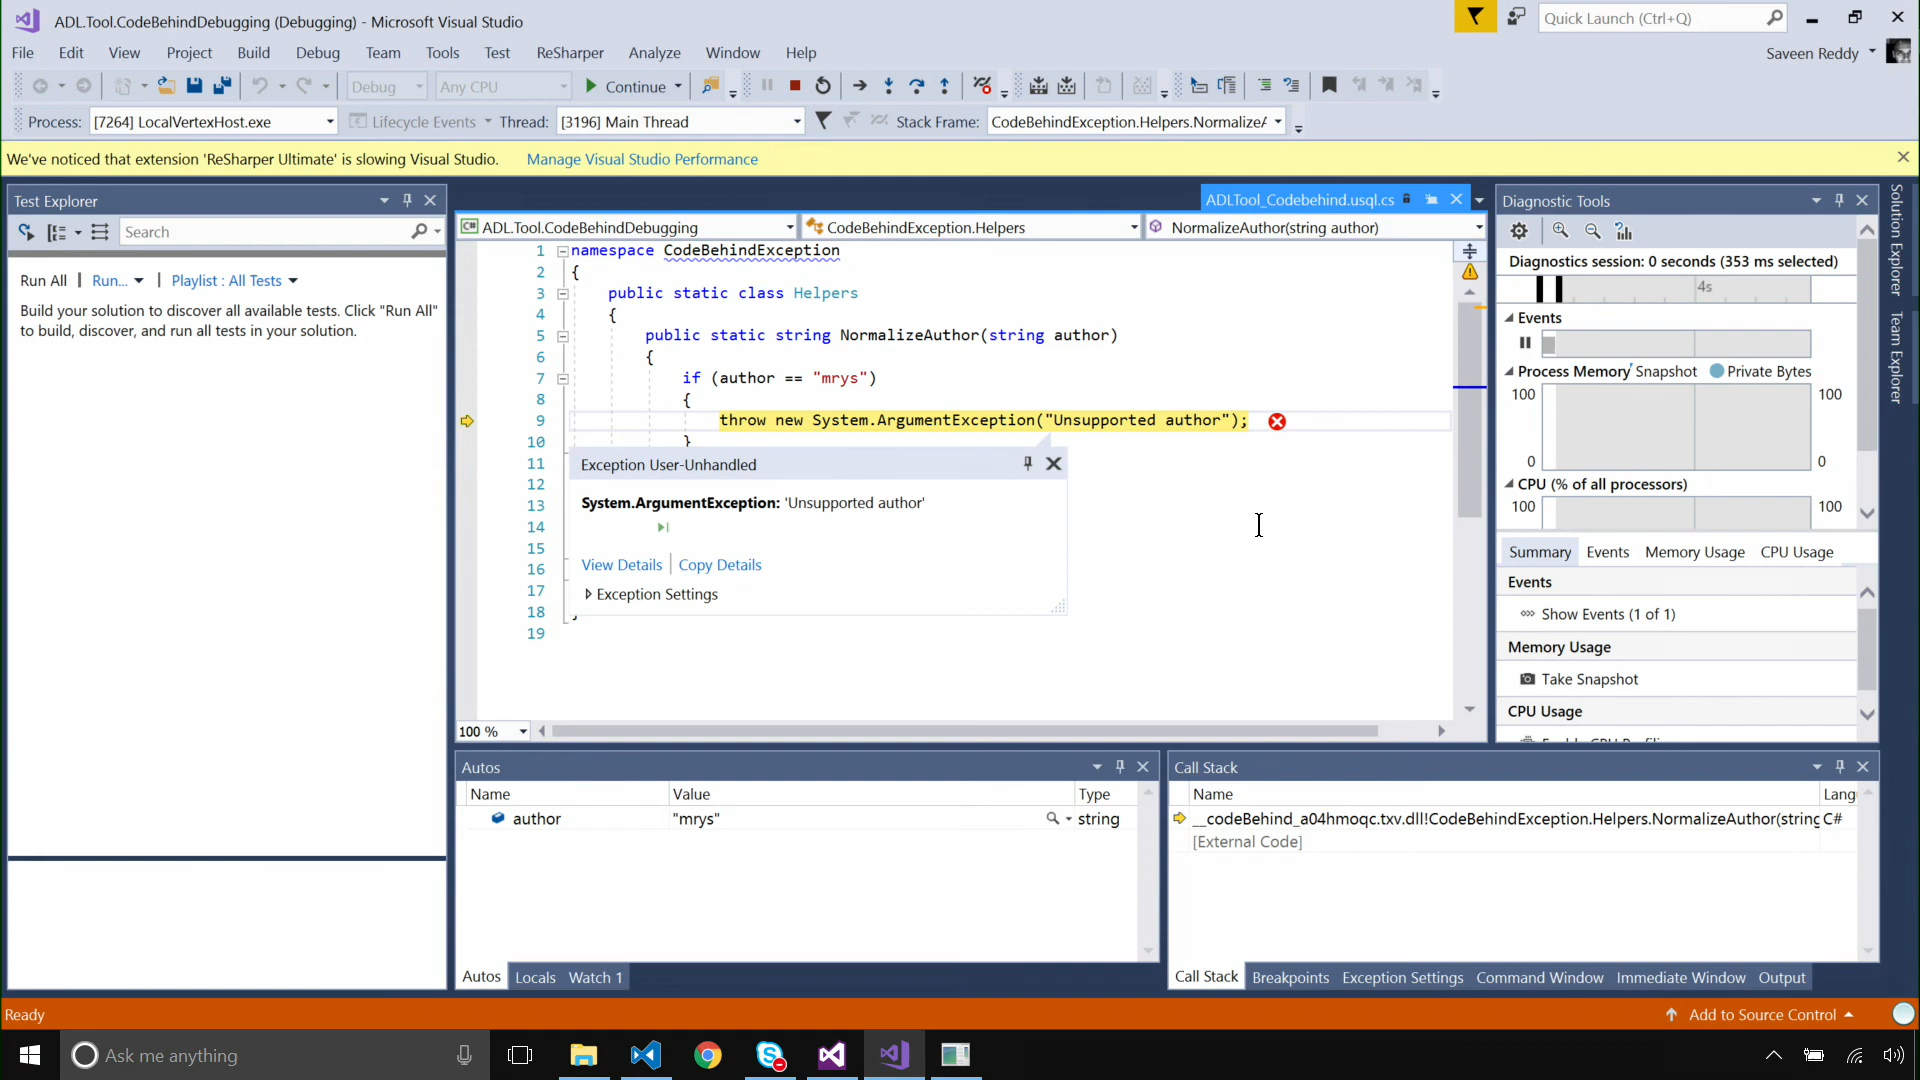 ADL.Tool.CodeBehindDebugging (Debugging) - Microsoft Visual Studio
Quick Launch (Ctrl+Q)
File Edit View Project Build Debug Team Tools Test ReSharper Analyze Window Help
Saveen Reddy
Debug Any CPU Continue
Process: [7264] LocalVertexHost.exe Lifecycle Events Thread: [3196] Main Thread Stack Frame: CodeBehindException.Helpers.Normalize
We've noticed that extension 'ReSharper Ultimate' is slowing Visual Studio. Manage Visual Studio Performance
Test Explorer
Search
Run All | Run... | Playlist : All Tests
Build your solution to discover all available tests. Click "Run All"
to build, discover, and run all tests in your solution.
ADLTool_Codebehind.usql.cs
ADL.Tool.CodeBehindDebugging CodeBehindException.Helpers NormalizeAuthor(string author)
1 namespace CodeBehindException
2 {
3 public static class Helpers
4 {
5 public static string NormalizeAuthor(string author)
6 {
7 if (author == "mrys")
8 {
9 throw new System.ArgumentException("Unsupported author");
10 }
11
12
13
14
15
16
17
18 }
19
Exception User-Unhandled
System.ArgumentException: 'Unsupported author'
View Details | Copy Details
Exception Settings
100 %
Diagnostic Tools
Diagnostics session: 0 seconds (353 ms selected)
4s
Events
Process Memory Snapshot Private Bytes
100 100
0 0
CPU (% of all processors)
100 100
Summary Events Memory Usage CPU Usage
Events
Show Events (1 of 1)
Memory Usage
Take Snapshot
CPU Usage
Solution Explorer
Team Explorer
Autos
Name Value Type
author "mrys" string
Autos Locals Watch 1
Call Stack
Name Lang
__codeBehind_a04hmoqc.txv.dll!CodeBehindException.Helpers.NormalizeAuthor(string C#
[External Code]
Call Stack Breakpoints Exception Settings Command Window Immediate Window Output
Ready
Add to Source Control
Ask me anything